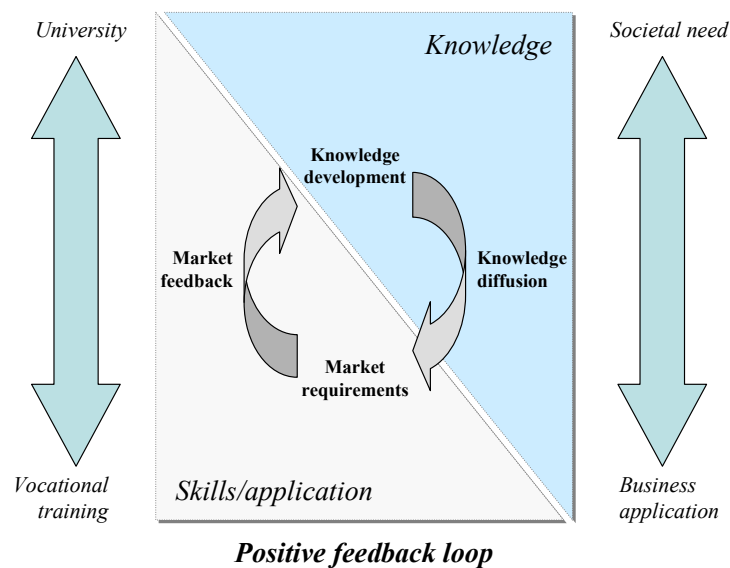 University
Societal need
Knowledge
Knowledge
development
Market
feedback
Knowledge
diffusion
Market
requirements
Vocational
training
Skills/application
Business
application
Positive feedback loop